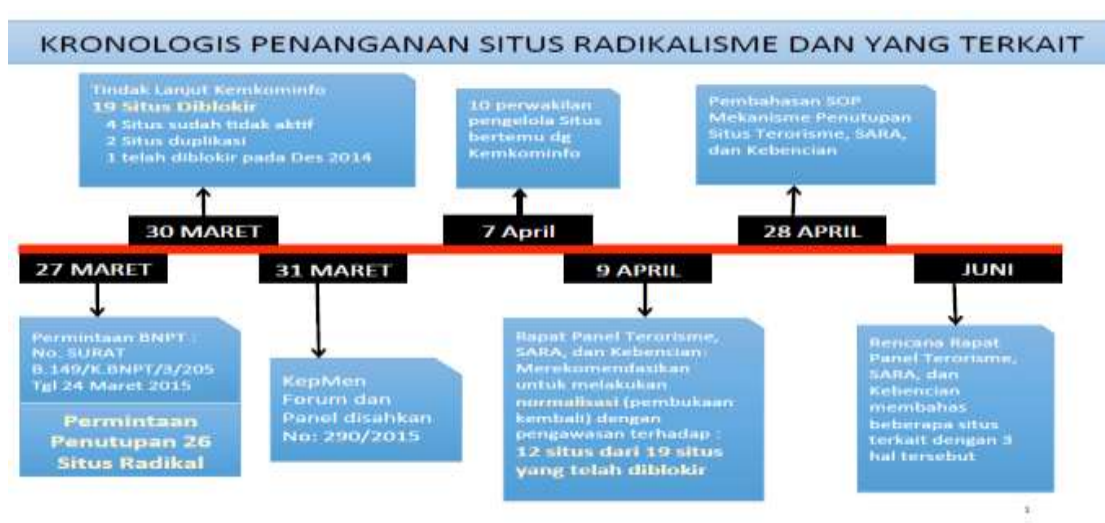 KRONOLOGIS PENANGANAN SITUS RADIKALISME DAN YANG TERKAIT
Tindak Lanjut Kemkominfo
19 Situs Diblokir
4 Situs sudah tidak aktif
2 Situs duplikasi
1 telah diblokir pada Des 2014
10 perwakilan
pengelola Situs
bertemu dg
Kemkominfo
Pembahasan SOP
Mekanisme Penutupan
Situs Terorisme, SARA,
dan Kebencian
30 MARET
7 April
28 APRIL
27 MARET
31 MARET
9 APRIL
JUNI
Permintaan BNPT :
No. SURAT
B.149/K.BNPT/3/205
Tgl 24 Maret 2015
Permintaan
Penutupan 26
Situs Radikal
KepMen
Forum dan
Panel disahkan
No: 290/2015
Rapat Panel Terorisme,
SARA, dan Kebencian:
Merekomendasikan
untuk melakukan
normalisasi (pembukaan
kembali) dengan
pengawasan terhadap :
12 situs dari 19 situs
yang telah diblokir
Rencana Rapat
Panel Terorisme,
SARA, dan
Kebencian
membahas
beberapa situs
terkait dengan 3
hal tersebut
1